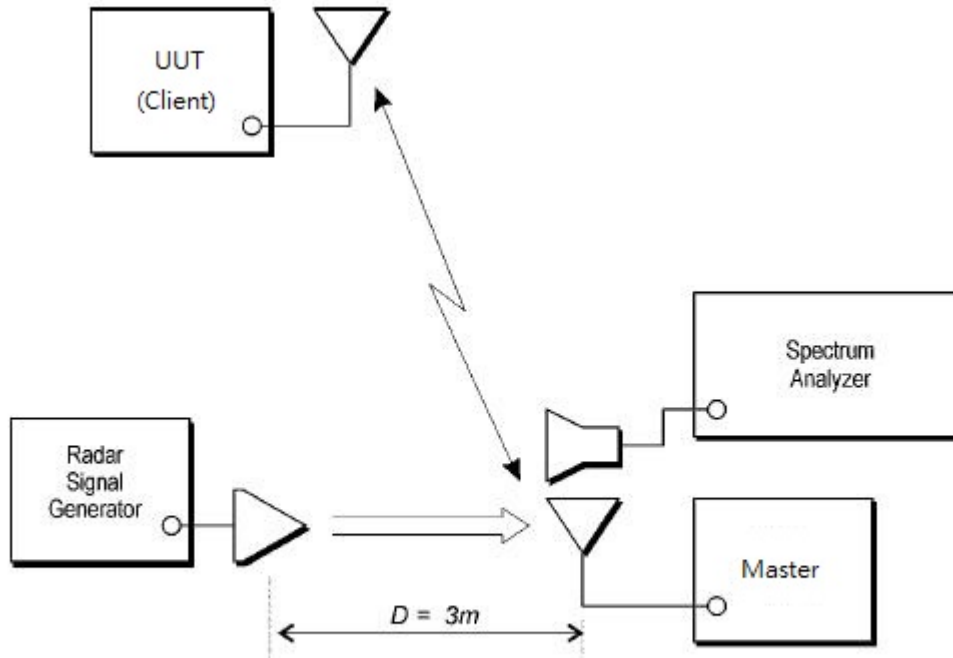 UUT
(Client)
Spectrum
Analyzer
Radar
Signal
Generator
Master
D = 3m